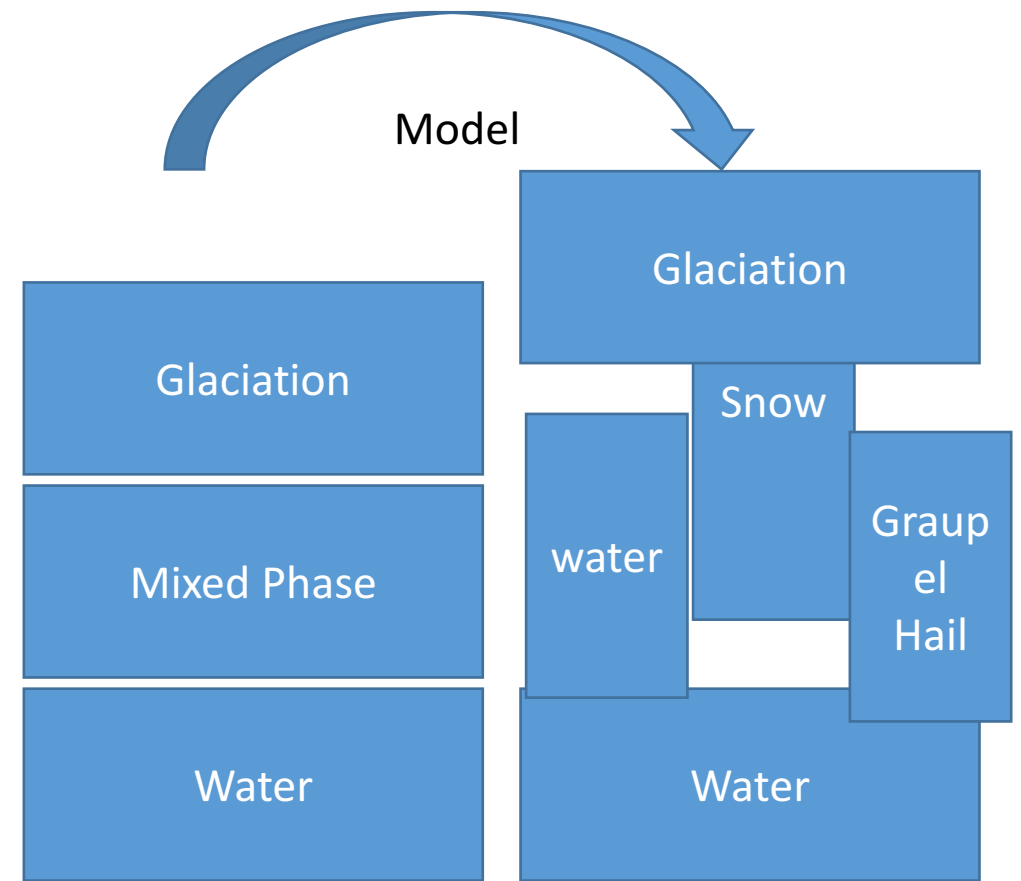 Model
Glaciation
Mixed Phase
Water
Glaciation
Snow
water
Graup
el
Hail
Water